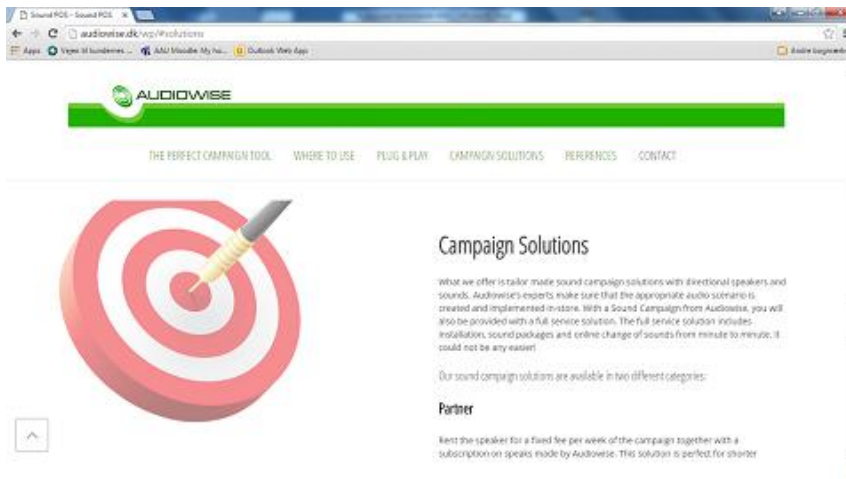 Sound POS - Sound POS
audiowise.dk/wp/#solutions
Apps
AAU Moodle: My ho...
Outlook Web App
AUDIOWISE
THE PERFECT CAMPAIGN TOOL WHERE TO USE PLUG & PLAY CAMPAIGN SOLUTIONS REFERENCES CONTACT
Campaign Solutions
What we offer is tailor made sound campaign solutions with directional speakers and
sounds. Audiowise's experts make sure that the appropriate audio scenario is
created and implemented in-store. With a Sound Campaign from Audiowise, you will
also be provided with a full service solution. The full service solution includes
installation, sound packages and online change of sounds from minute to minute. It
could not be any easier!
Our sound campaign solutions are available in two different categories:
Partner
Rent the speaker for a fixed fee per week of the campaign together with a
subscription on speaks made by Audiowise. This solution is perfect for shorter